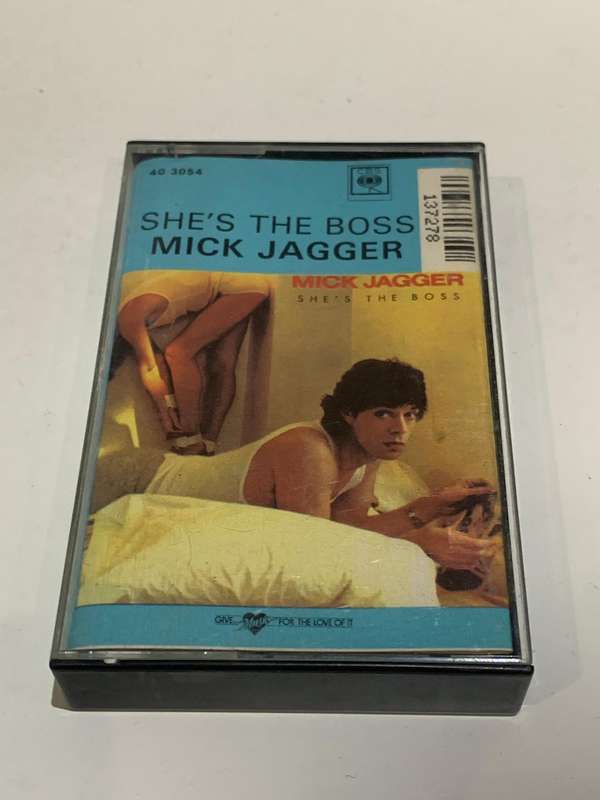 40 3054
CBS
137278
SHE'S THE BOSS
MICK JAGGER
MICK JAGGER
SHE'S THE BOSS
GIVE Music FOR THE LOVE OF IT